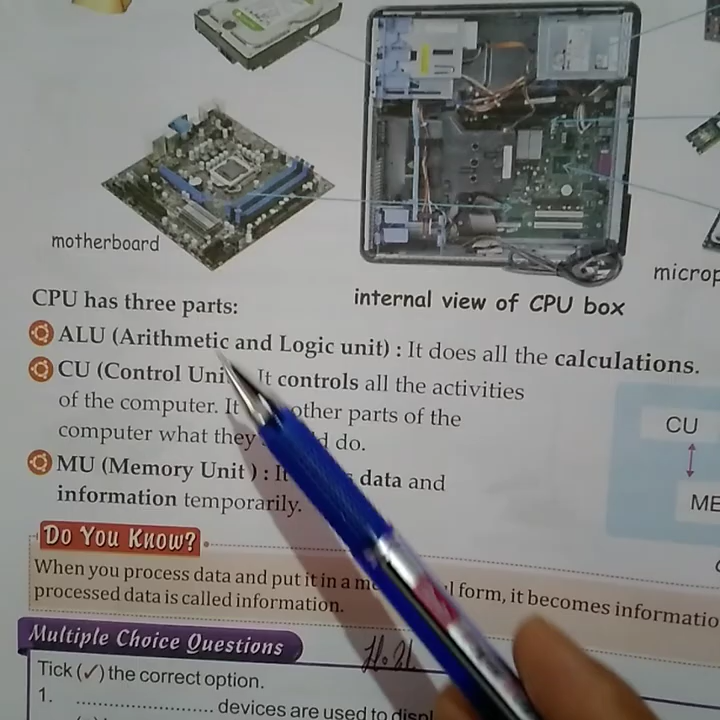 motherboard
microp
internal view of CPU box
CPU has three parts:
ALU (Arithmetic and Logic unit) : It does all the calculations.
CU (Control Uni It controls all the activities
of the computer. It other parts of the
computer what they d do.
MU (Memory Unit ) : It s data and
information temporarily.
CU
ME
Do You Know?
When you process data and put it in a me l form, it becomes informatio
processed data is called information.
Multiple Choice Questions
Tick (✓) the correct option.
1. ........................ devices are used to displ